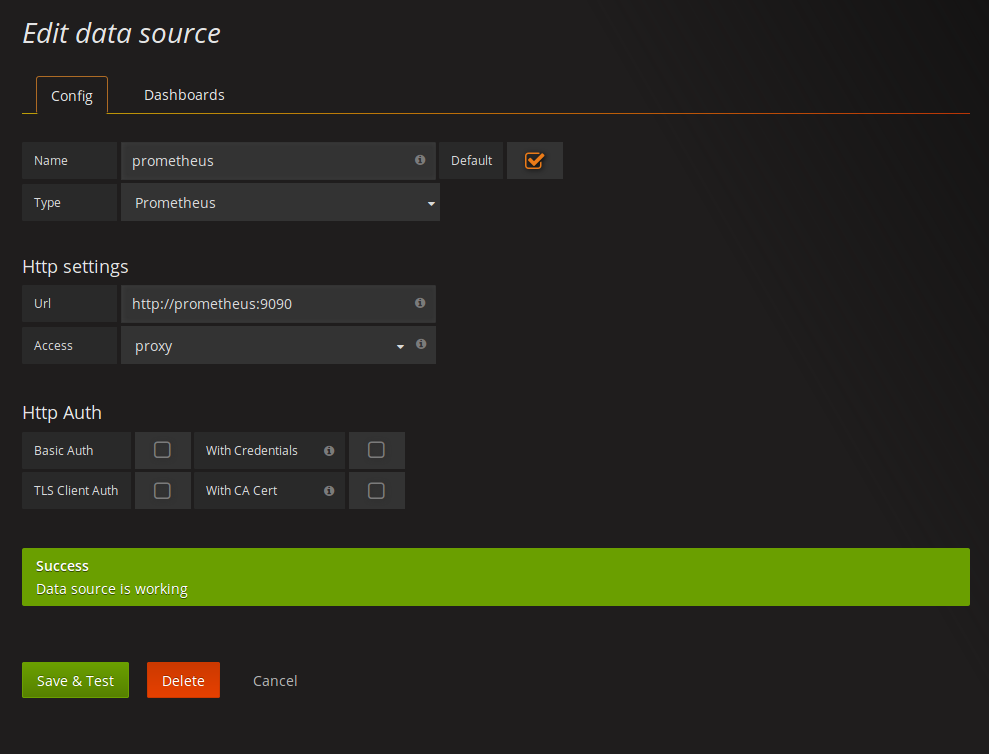 Edit data source
Config Dashboards
Name prometheus Default
Type Prometheus
Http settings
Url http://prometheus:9090
Access proxy
Http Auth
Basic Auth With Credentials
TLS Client Auth With CA Cert
Success
Data source is working
Save & Test Delete Cancel